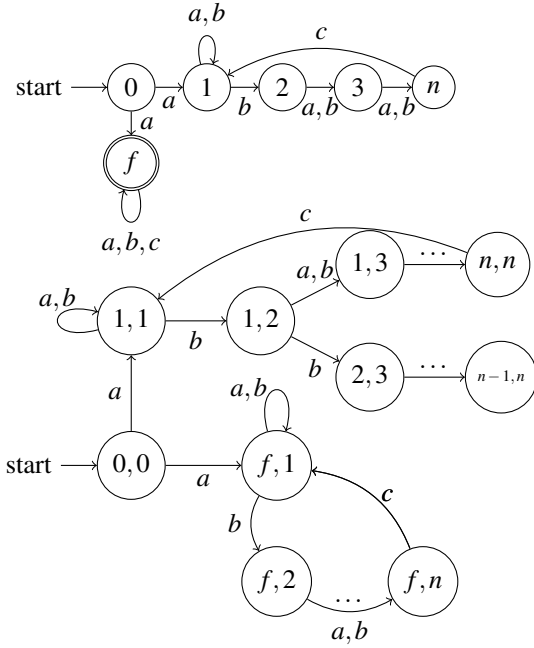 a,b
c
start 0 a 1 b 2 a,b 3 a,b n
a
f
a,b,c
c
1,3 ... n,n
a,b
a,b 1,1 b 1,2
b 2,3 ... n−1,n
a
a,b
start 0,0 a f,1
c
b
f,2 ... f,n
a,b